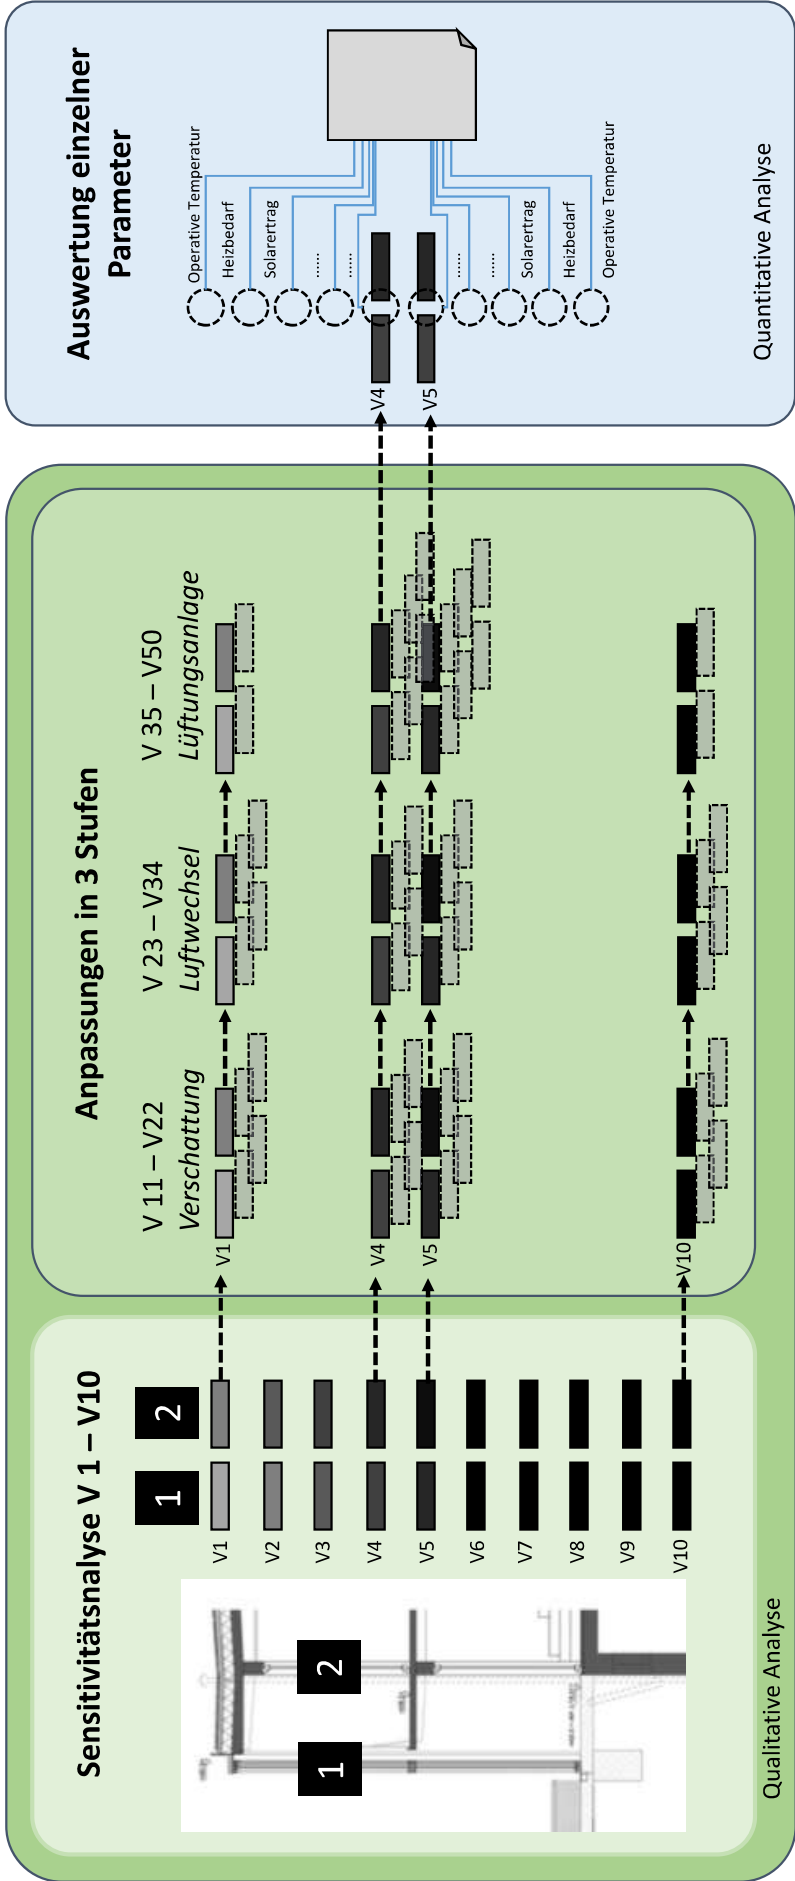 Sensitivitätsnalyse V 1 – V10
1
2
V1
V2
V3
V4
V5
V6
V7
V8
V9
V10
1
2
Qualitative Analyse
Anpassungen in 3 Stufen
V 11 – V22
Verschattung
V 23 – V34
Luftwechsel
V 35 – V50
Lüftungsanlage
V1
V4
V5
V10
Auswertung einzelner
Parameter
Operative Temperatur
Heizbedarf
Solarertrag
......
......
V4
V5
......
......
Solarertrag
Heizbedarf
Operative Temperatur
Quantitative Analyse